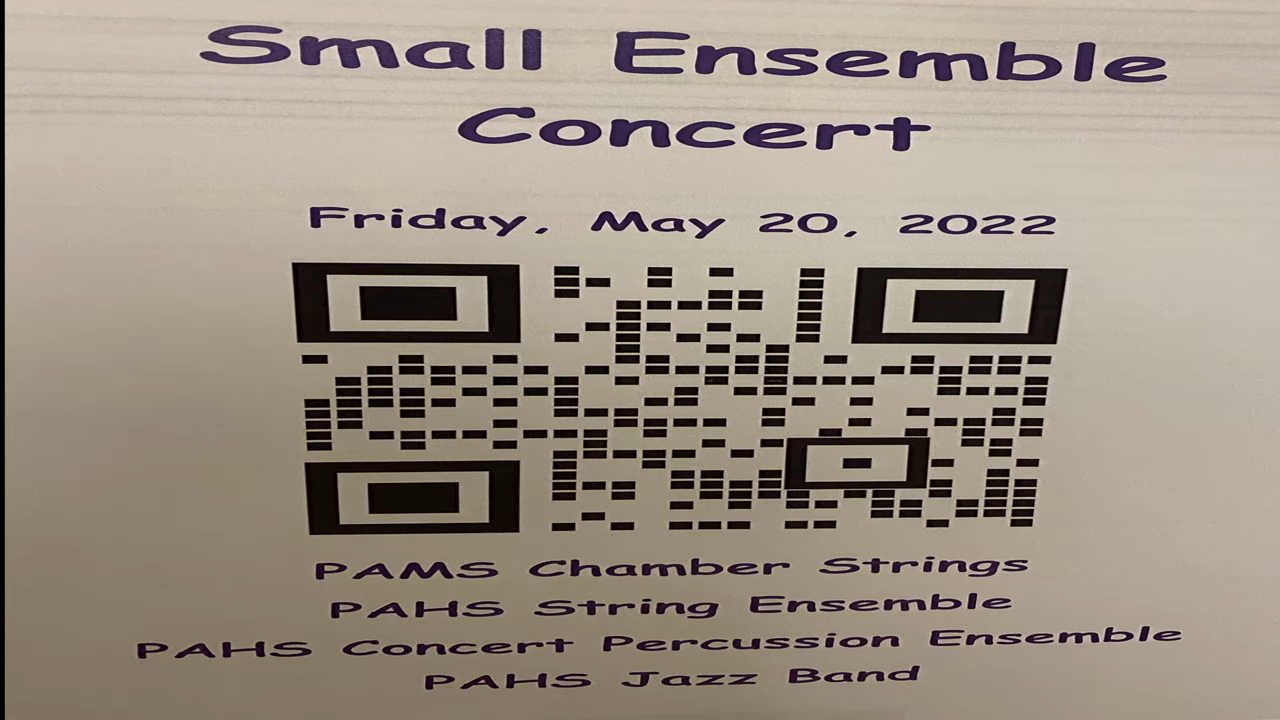 Small Ensemble
Concert
Friday, May 20, 2022
PAMS Chamber Strings
PAHS String Ensemble
PAHS Concert Percussion Ensemble
PAHS Jazz Band